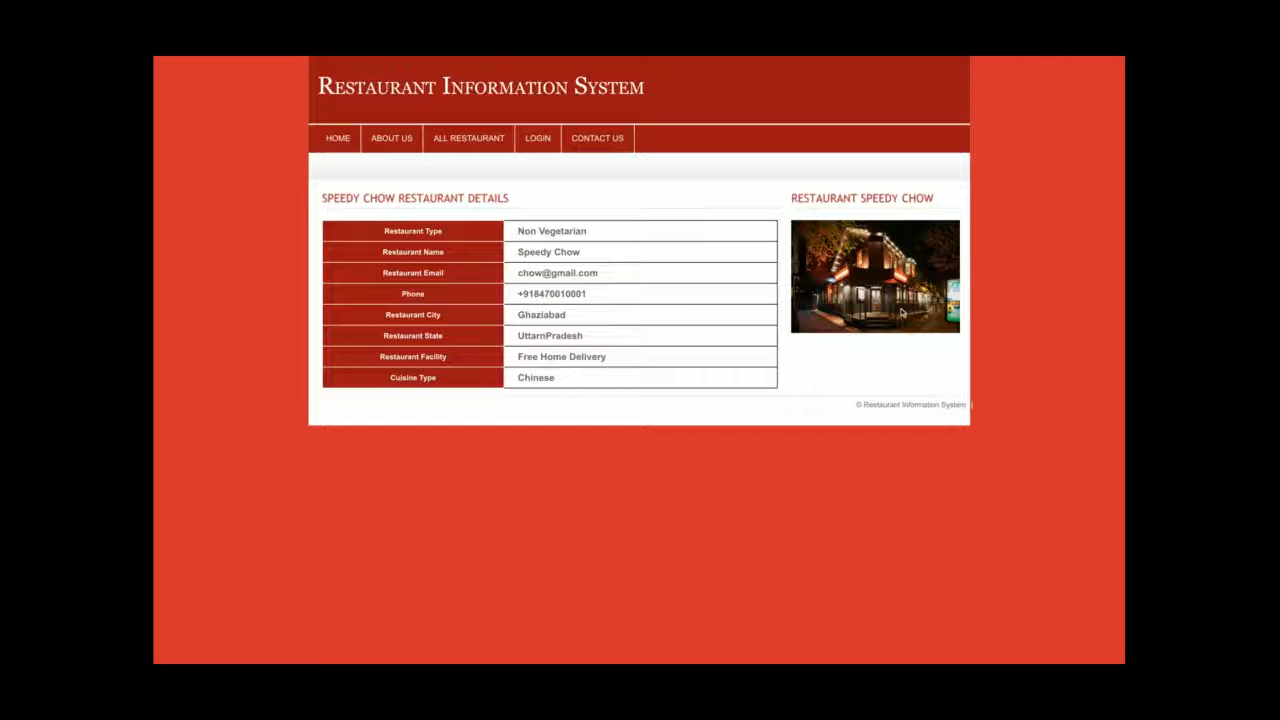 RESTAURANT INFORMATION SYSTEM
HOME ABOUT US ALL RESTAURANT LOGIN CONTACT US
SPEEDY CHOW RESTAURANT DETAILS
RESTAURANT SPEEDY CHOW
Restaurant Type Non Vegetarian
Restaurant Name Speedy Chow
Restaurant Email chow@gmail.com
Phone +918470010001
Restaurant City Ghaziabad
Restaurant State UttarnPradesh
Restaurant Facility Free Home Delivery
Cuisine Type Chinese
© Restaurant Information System |